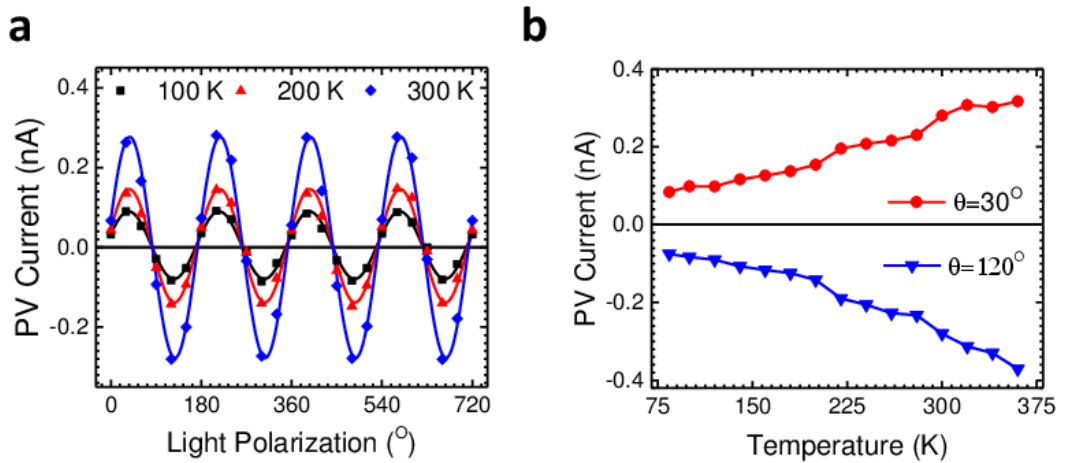 a
b
100 K
200 K
300 K
0.4
0.2
0.0
-0.2
0
180
360
540
720
PV Current (nA)
Light Polarization (O)
0.4
0.2
0.0
-0.2
-0.4
75
150
225
300
375
θ=30O
θ=120O
PV Current (nA)
Temperature (K)